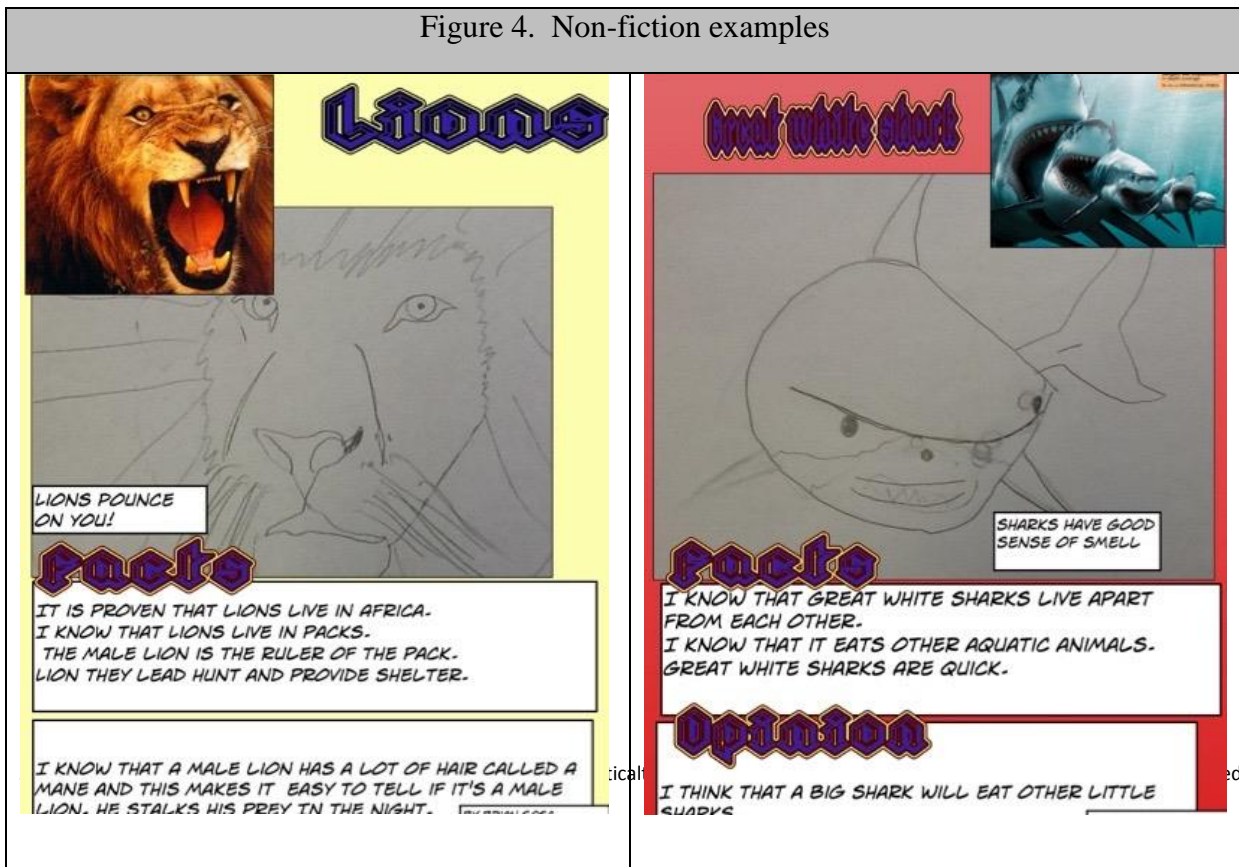 Figure 4. Non-fiction examples
Lions
LIONS POUNCE
ON YOU!
Facts
IT IS PROVEN THAT LIONS LIVE IN AFRICA.
I KNOW THAT LIONS LIVE IN PACKS.
THE MALE LION IS THE RULER OF THE PACK.
LION THEY LEAD HUNT AND PROVIDE SHELTER.
I KNOW THAT A MALE LION HAS A LOT OF HAIR CALLED A
MANE AND THIS MAKES IT EASY TO TELL IF IT'S A MALE
LION. HE STALKS HIS PREY IN THE NIGHT.
Great white shark
SHARKS HAVE GOOD
SENSE OF SMELL
Facts
I KNOW THAT GREAT WHITE SHARKS LIVE APART
FROM EACH OTHER.
I KNOW THAT IT EATS OTHER AQUATIC ANIMALS.
GREAT WHITE SHARKS ARE QUICK.
Opinion
I THINK THAT A BIG SHARK WILL EAT OTHER LITTLE
SHARKS